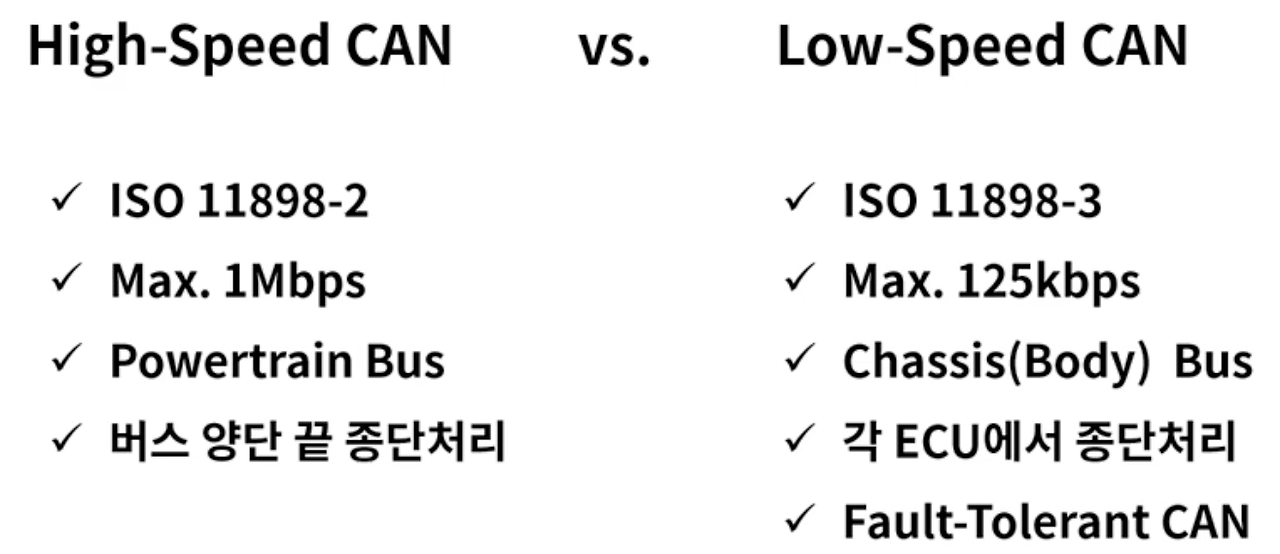 High-Speed CAN vs. Low-Speed CAN
✓ ISO 11898-2
✓ Max. 1Mbps
✓ Powertrain Bus
✓ 버스 양단 끝 종단처리
✓ ISO 11898-3
✓ Max. 125kbps
✓ Chassis(Body) Bus
✓ 각 ECU에서 종단처리
✓ Fault-Tolerant CAN